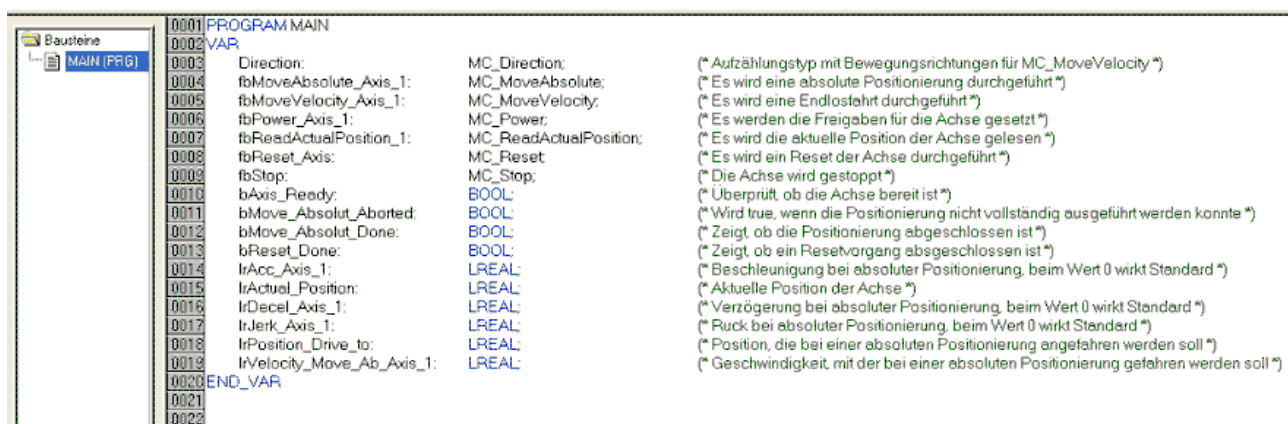 Bausteine
MAIN (PRG)
0001 PROGRAM MAIN
0002 VAR
0003 Direction: MC_Direction; (* Aufzählungstyp mit Bewegungsrichtungen für MC_MoveVelocity *)
0004 fbMoveAbsolute_Axis_1: MC_MoveAbsolute; (* Es wird eine absolute Positionierung durchgeführt *)
0005 fbMoveVelocity_Axis_1: MC_MoveVelocity; (* Es wird eine Endlosfahrt durchgeführt *)
0006 fbPower_Axis_1: MC_Power; (* Es werden die Freigaben für die Achse gesetzt *)
0007 fbReadActualPosition_1: MC_ReadActualPosition; (* Es wird die aktuelle Position der Achse gelesen *)
0008 fbReset_Axis: MC_Reset; (* Es wird ein Reset der Achse durchgeführt *)
0009 fbStop: MC_Stop; (* Die Achse wird gestoppt *)
0010 bAxis_Ready: BOOL; (* Überprüft, ob die Achse bereit ist *)
0011 bMove_Absolut_Aborted: BOOL; (* Wird true, wenn die Positionierung nicht vollständig ausgeführt werden konnte *)
0012 bMove_Absolut_Done: BOOL; (* Zeigt, ob die Positionierung abgeschlossen ist *)
0013 bReset_Done: BOOL; (* Zeigt, ob ein Resetvorgang absgeschlossen ist *)
0014 lrAcc_Axis_1: LREAL; (* Beschleunigung bei absoluter Positionierung, beim Wert 0 wirkt Standard *)
0015 lrActual_Position: LREAL; (* Aktuelle Position der Achse *)
0016 lrDecel_Axis_1: LREAL; (* Verzögerung bei absoluter Positionierung, beim Wert 0 wirkt Standard *)
0017 lrJerk_Axis_1: LREAL; (* Ruck bei absoluter Positionierung, beim Wert 0 wirkt Standard *)
0018 lrPosition_Drive_to: LREAL; (* Position, die bei einer absoluten Positionierung angefahren werden soll *)
0019 lrVelocity_Move_Ab_Axis_1: LREAL; (* Geschwindigkeit, mit der bei einer absoluten Positionierung gefahren werden soll *)
0020 END_VAR
0021
0022